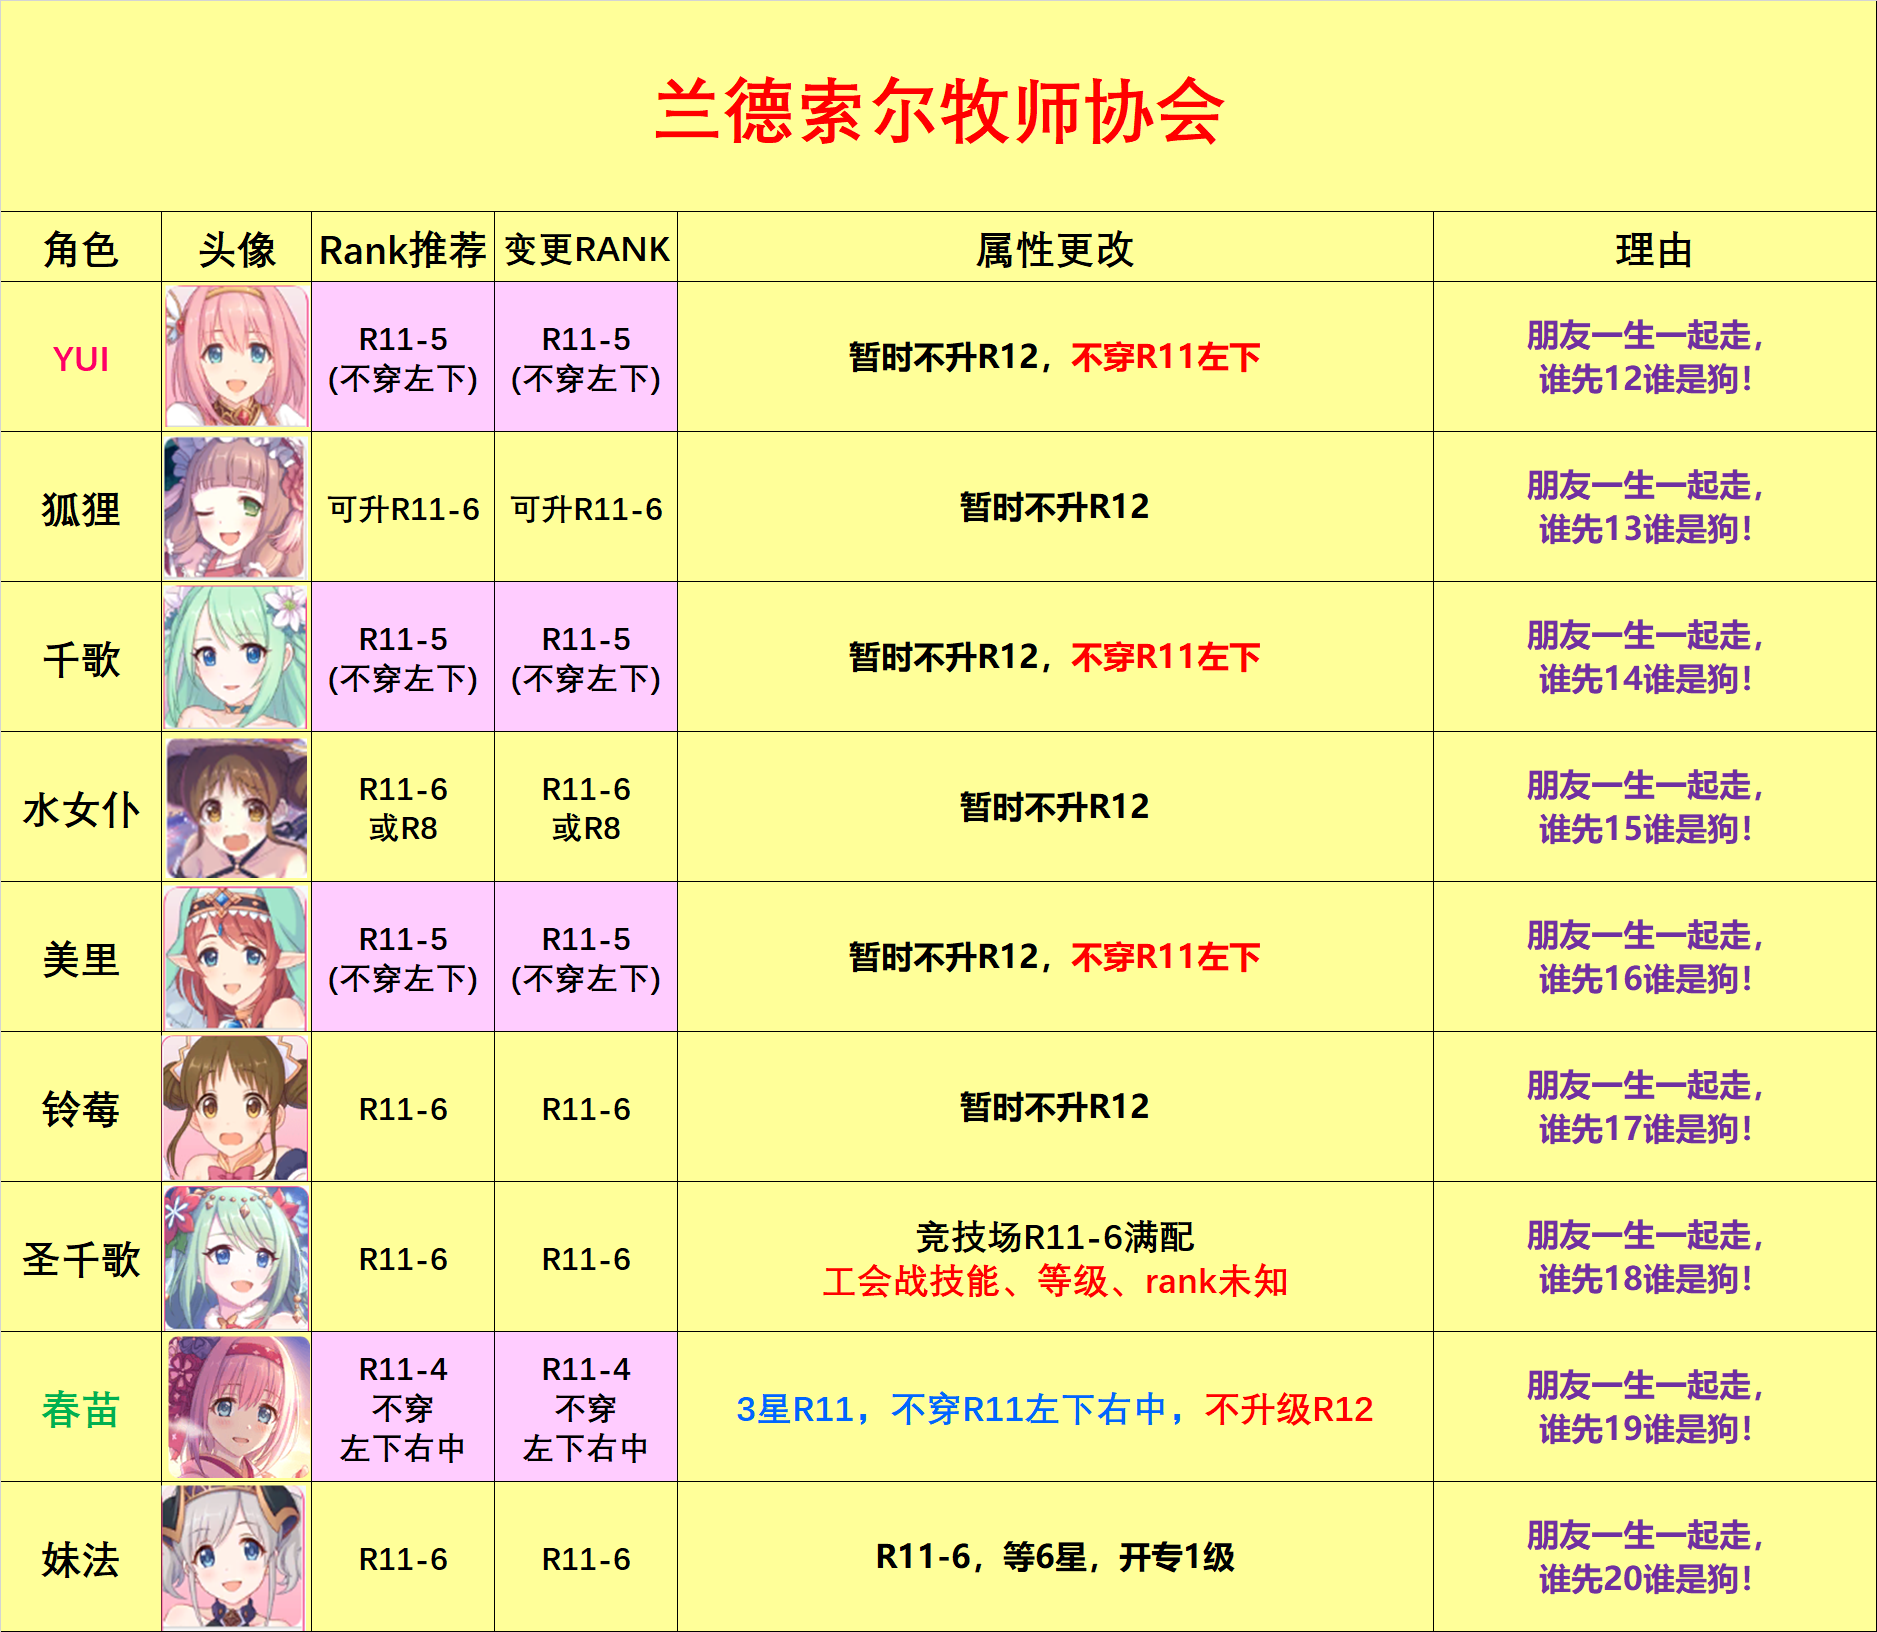 兰德索尔牧师协会
角色 头像 Rank推荐 变更RANK 属性更改 理由
YUI
R11-5
(不穿左下)
R11-5
(不穿左下)
暂时不升R12，不穿R11左下
朋友一生一起走，
谁先12谁是狗！
狐狸
可升R11-6
可升R11-6
暂时不升R12
朋友一生一起走，
谁先13谁是狗！
千歌
R11-5
(不穿左下)
R11-5
(不穿左下)
暂时不升R12，不穿R11左下
朋友一生一起走，
谁先14谁是狗！
水女仆
R11-6
或R8
R11-6
或R8
暂时不升R12
朋友一生一起走，
谁先15谁是狗！
美里
R11-5
(不穿左下)
R11-5
(不穿左下)
暂时不升R12，不穿R11左下
朋友一生一起走，
谁先16谁是狗！
铃莓
R11-6
R11-6
暂时不升R12
朋友一生一起走，
谁先17谁是狗！
圣千歌
R11-6
R11-6
竞技场R11-6满配
工会战技能、等级、rank未知
朋友一生一起走，
谁先18谁是狗！
春苗
R11-4
不穿
左下右中
R11-4
不穿
左下右中
3星R11，不穿R11左下右中，不升级R12
朋友一生一起走，
谁先19谁是狗！
妹法
R11-6
R11-6
R11-6，等6星，开专1级
朋友一生一起走，
谁先20谁是狗！